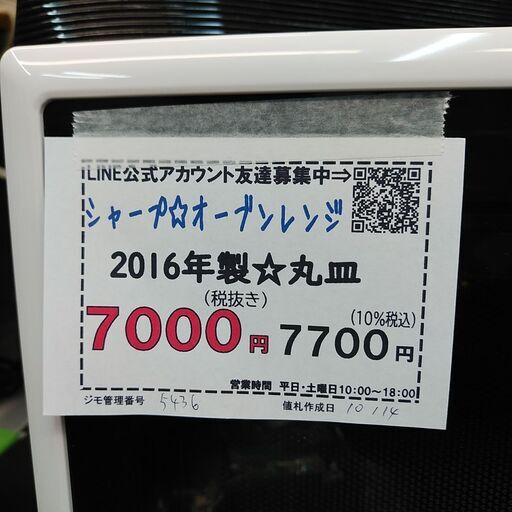 LINE公式アカウント友達募集中⇒
シャープ☆オーブンレンジ
2016年製☆丸皿
(税抜き)
7000円
(10%税込)
7700円
営業時間 平日・土曜日10:00~18:00
ジモ管理番号 5436
値札作成日 10/14